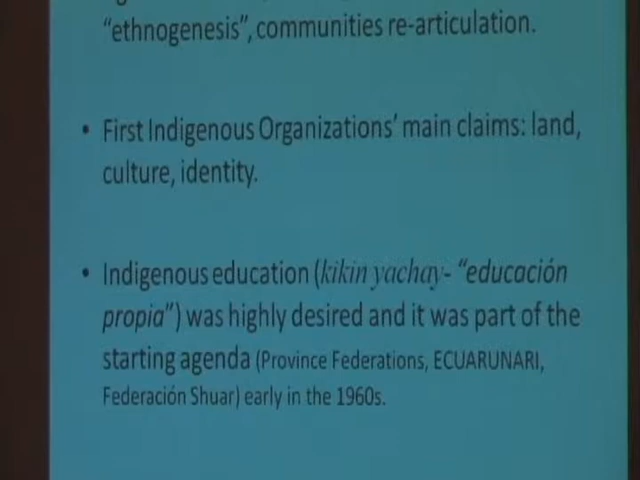 "ethnogenesis", communities re-articulation.
• First Indigenous Organizations' main claims: land,
culture, identity.
• Indigenous education (kikin yachay- "educación
propia") was highly desired and it was part of the
starting agenda (Province Federations, ECUARUNARI,
Federación Shuar) early in the 1960s.